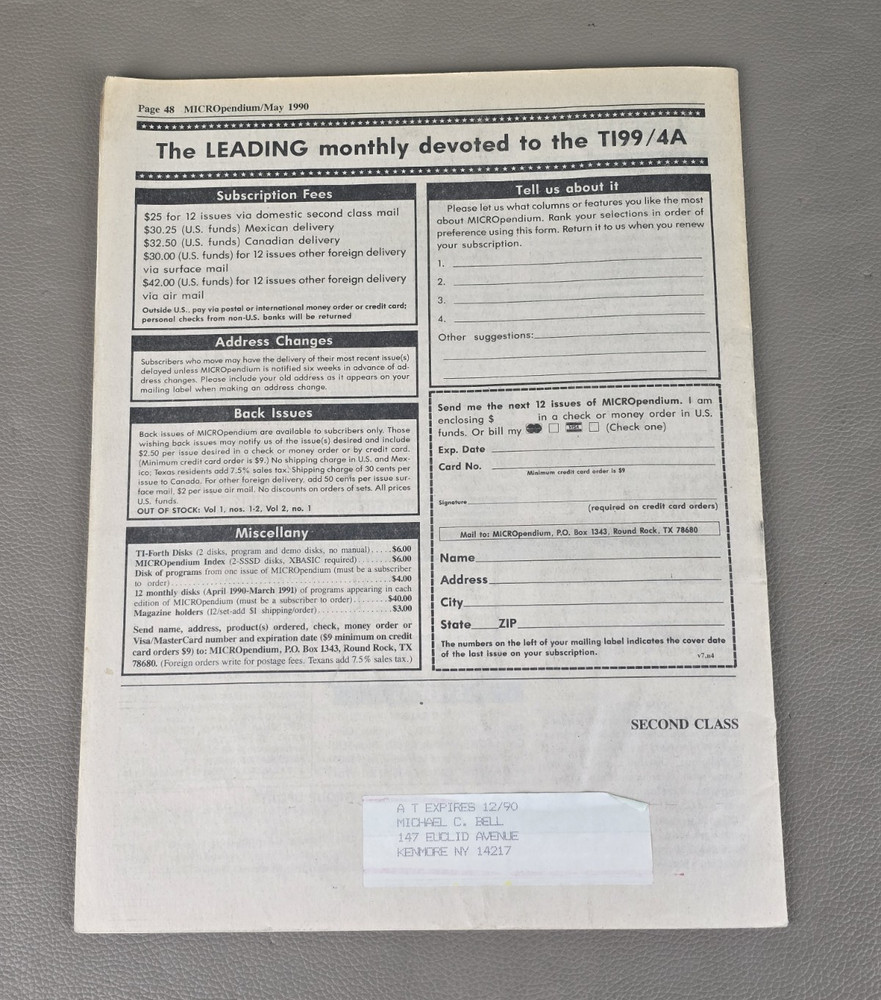 Page 48 MICROpendium/May 1990
The LEADING monthly devoted to the TI99/4A
Subscription Fees
$25 for 12 issues via domestic second class mail
$30.25 (U.S. funds) Mexican delivery
$32.50 (U.S. funds) Canadian delivery
$30.00 (U.S. funds) for 12 issues other foreign delivery
via surface mail
$42.00 (U.S. funds) for 12 issues other foreign delivery
via air mail
Outside U.S., pay via postal or international money order or credit card;
personal checks from non-U.S. banks will be returned
Address Changes
Subscribers who move may have the delivery of their most recent issue(s)
delayed unless MICROpendium is notified six weeks in advance of ad-
dress changes. Please include your old address as it appears on your
mailing label when making an address change.
Back Issues
Back issues of MICROpendium are available to subcribers only. Those
wishing back issues may notify us of the issue(s) desired and include
$2.50 per issue desired in a check or money order or by credit card.
(Minimum credit card order is $9.) No shipping charge in U.S. and Mex-
ico; Texas residents add 7.5% sales tax. Shipping charge of 30 cents per
issue to Canada. For other foreign delivery, add 50 cents per issue sur-
face mail, $2 per issue air mail. No discounts on orders of sets. All prices
U.S. funds.
OUT OF STOCK: Vol 1, nos. 1-2, Vol 2, no. 1
Miscellany
TI-Forth Disks (2 disks, program and demo disks, no manual).....$6.00
MICROpendium Index (2-SSSD disks, XBASIC required).....$6.00
Disk of programs from one issue of MICROpendium (must be a subscriber
to order).....$4.00
12 monthly disks (April 1990-March 1991) of programs appearing in each
edition of MICROpendium (must be a subscriber to order).....$40.00
Magazine holders (12/set-add $1 shipping/order).....$3.00
Send name, address, product(s) ordered, check, money order or
Visa/MasterCard number and expiration date ($9 minimum on credit
card orders $9) to: MICROpendium, P.O. Box 1343, Round Rock, TX
78680. (Foreign orders write for postage fees. Texans add 7.5% sales tax.)
Tell us about it
Please let us what columns or features you like the most
about MICROpendium. Rank your selections in order of
preference using this form. Return it to us when you renew
your subscription.
1.
2.
3.
4.
Other suggestions:
Send me the next 12 issues of MICROpendium. I am
enclosing $ in a check or money order in U.S.
funds. Or bill my VISA (Check one)
Exp. Date
Card No.
Minimum credit card order is $9
Signature
(required on credit card orders)
Mail to: MICROpendium, P.O. Box 1343, Round Rock, TX 78680
Name
Address
City
State ZIP
The numbers on the left of your mailing label indicates the cover date
of the last issue on your subscription. v7,n4
SECOND CLASS
A T EXPIRES 12/90
MICHAEL C. BELL
147 EUCLID AVENUE
KENMORE NY 14217